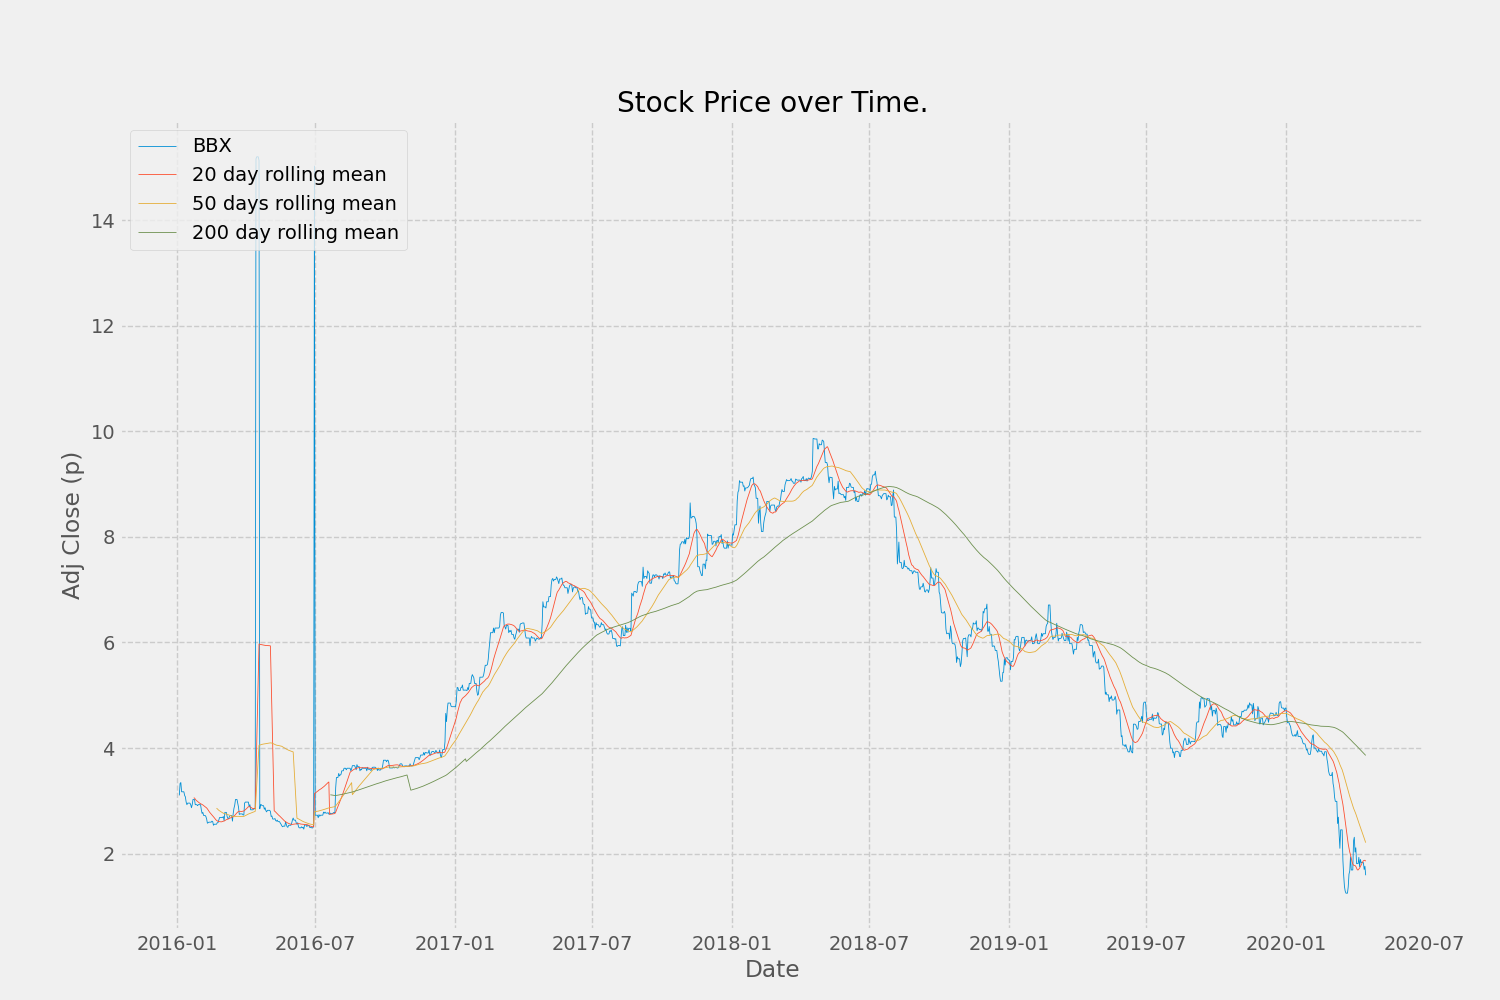 Stock Price over Time.
BBX
20 day rolling mean
50 days rolling mean
200 day rolling mean
14
12
10
8
6
4
2
Adj Close (p)
2016-01 2016-07 2017-01 2017-07 2018-01 2018-07 2019-01 2019-07 2020-01 2020-07
Date